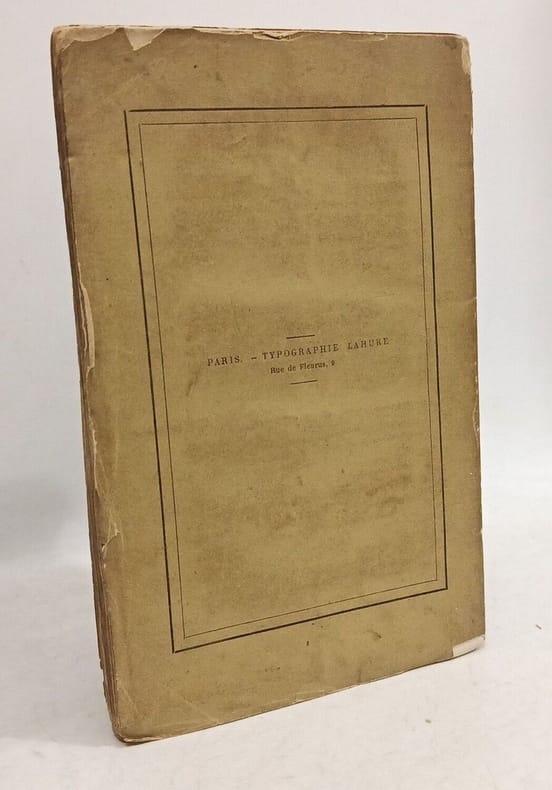 PARIS. — TYPOGRAPHIE LAHURE
Rue de Fleurus, 9